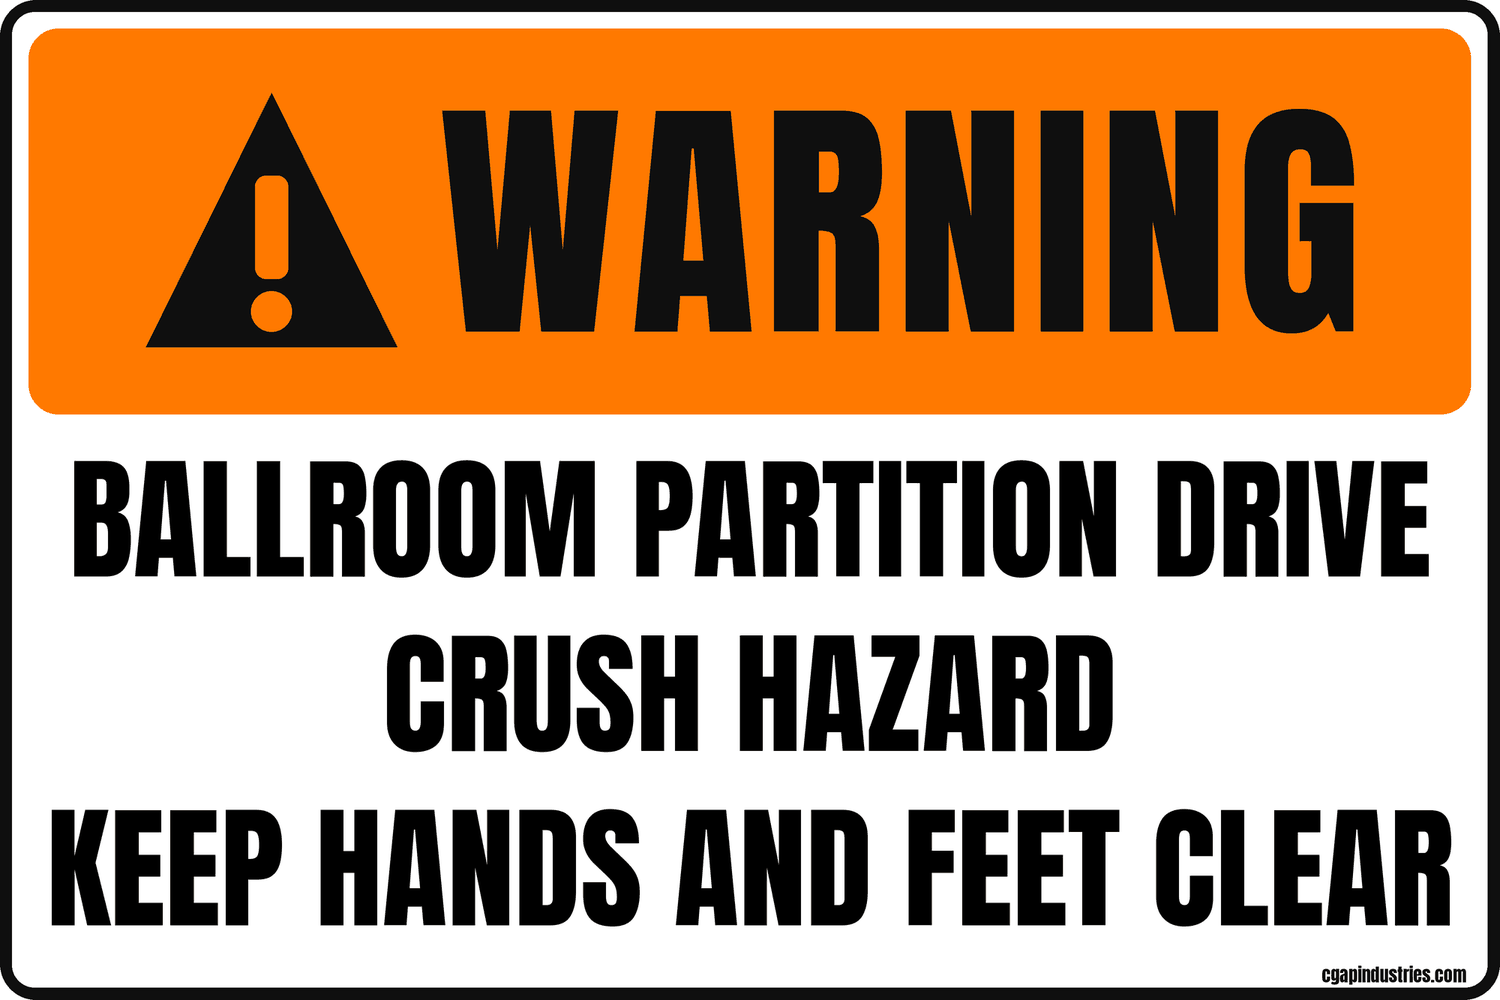 WARNING
BALLROOM PARTITION DRIVE
CRUSH HAZARD
KEEP HANDS AND FEET CLEAR
cgapindustries.com